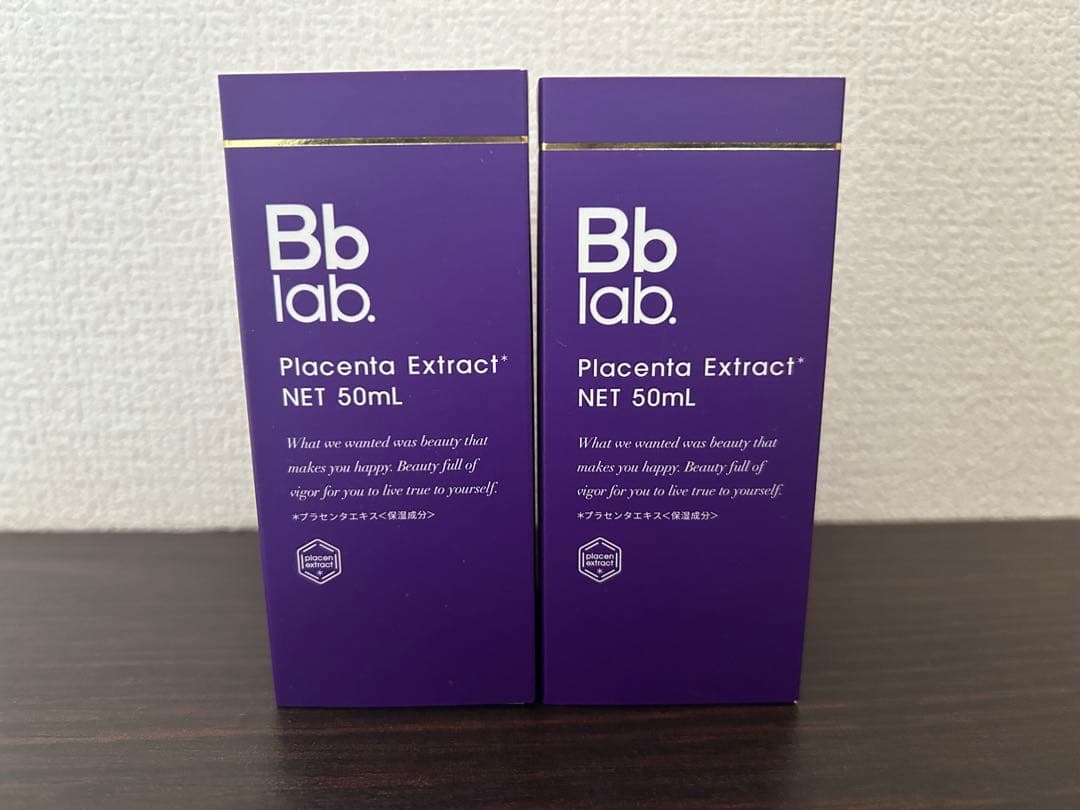 Bb
lab.
Placenta Extract*
NET 50mL
What we wanted was beauty that
makes you happy. Beauty full of
vigor for you to live true to yourself.
*プラセンタエキス<保湿成分>
placen
extract
*
Bb
lab.
Placenta Extract*
NET 50mL
What we wanted was beauty that
makes you happy. Beauty full of
vigor for you to live true to yourself.
*プラセンタエキス<保湿成分>
placen
extract
*